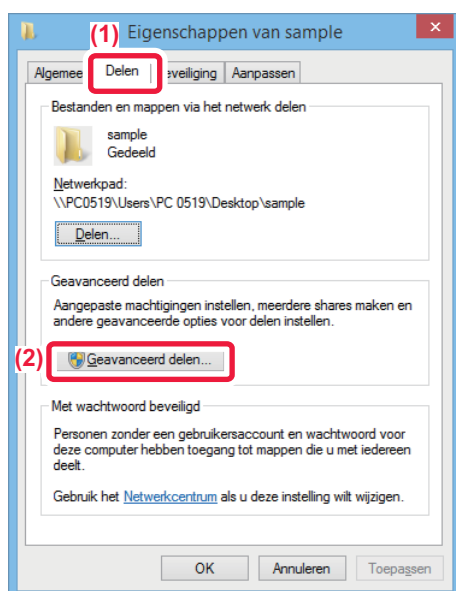 (1) Eigenschappen van sample
Algemee Delen eveiliging Aanpassen
Bestanden en mappen via het netwerk delen
sample
Gedeeld
Netwerkpad:
\\PC0519\Users\PC 0519\Desktop\sample
Delen...
Geavanceerd delen
Aangepaste machtigingen instellen, meerdere shares maken en
andere geavanceerde opties voor delen instellen.
(2) Geavanceerd delen...
Met wachtwoord beveiligd
Personen zonder een gebruikersaccount en wachtwoord voor
deze computer hebben toegang tot mappen die u met iedereen
deelt.
Gebruik het Netwerkcentrum als u deze instelling wilt wijzigen.
OK Annuleren Toepassen